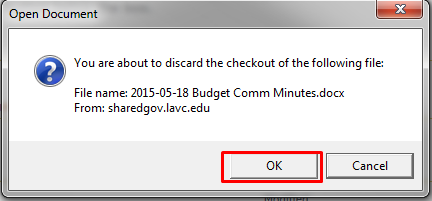 Open Document
You are about to discard the checkout of the following file:
File name: 2015-05-18 Budget Comm Minutes.docx
From: sharedgov.lavc.edu
OK
Cancel